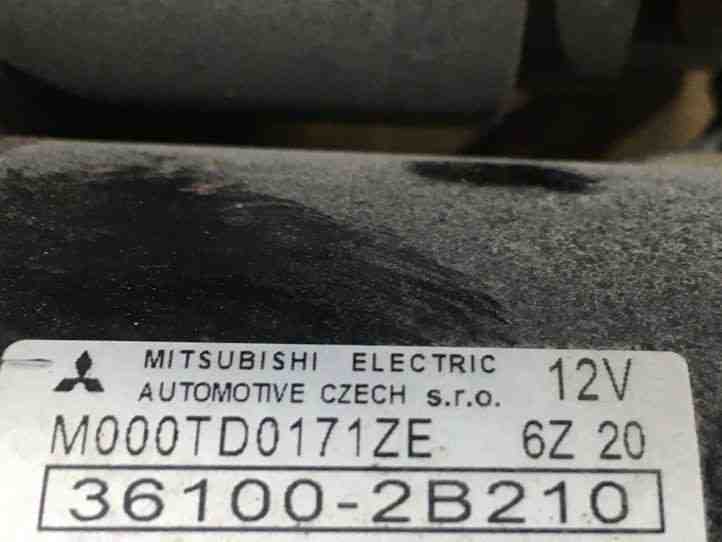 MITSUBISHI ELECTRIC
AUTOMOTIVE CZECH s.r.o. 12V
M000TD0171ZE 6Z 20
36100-2B210